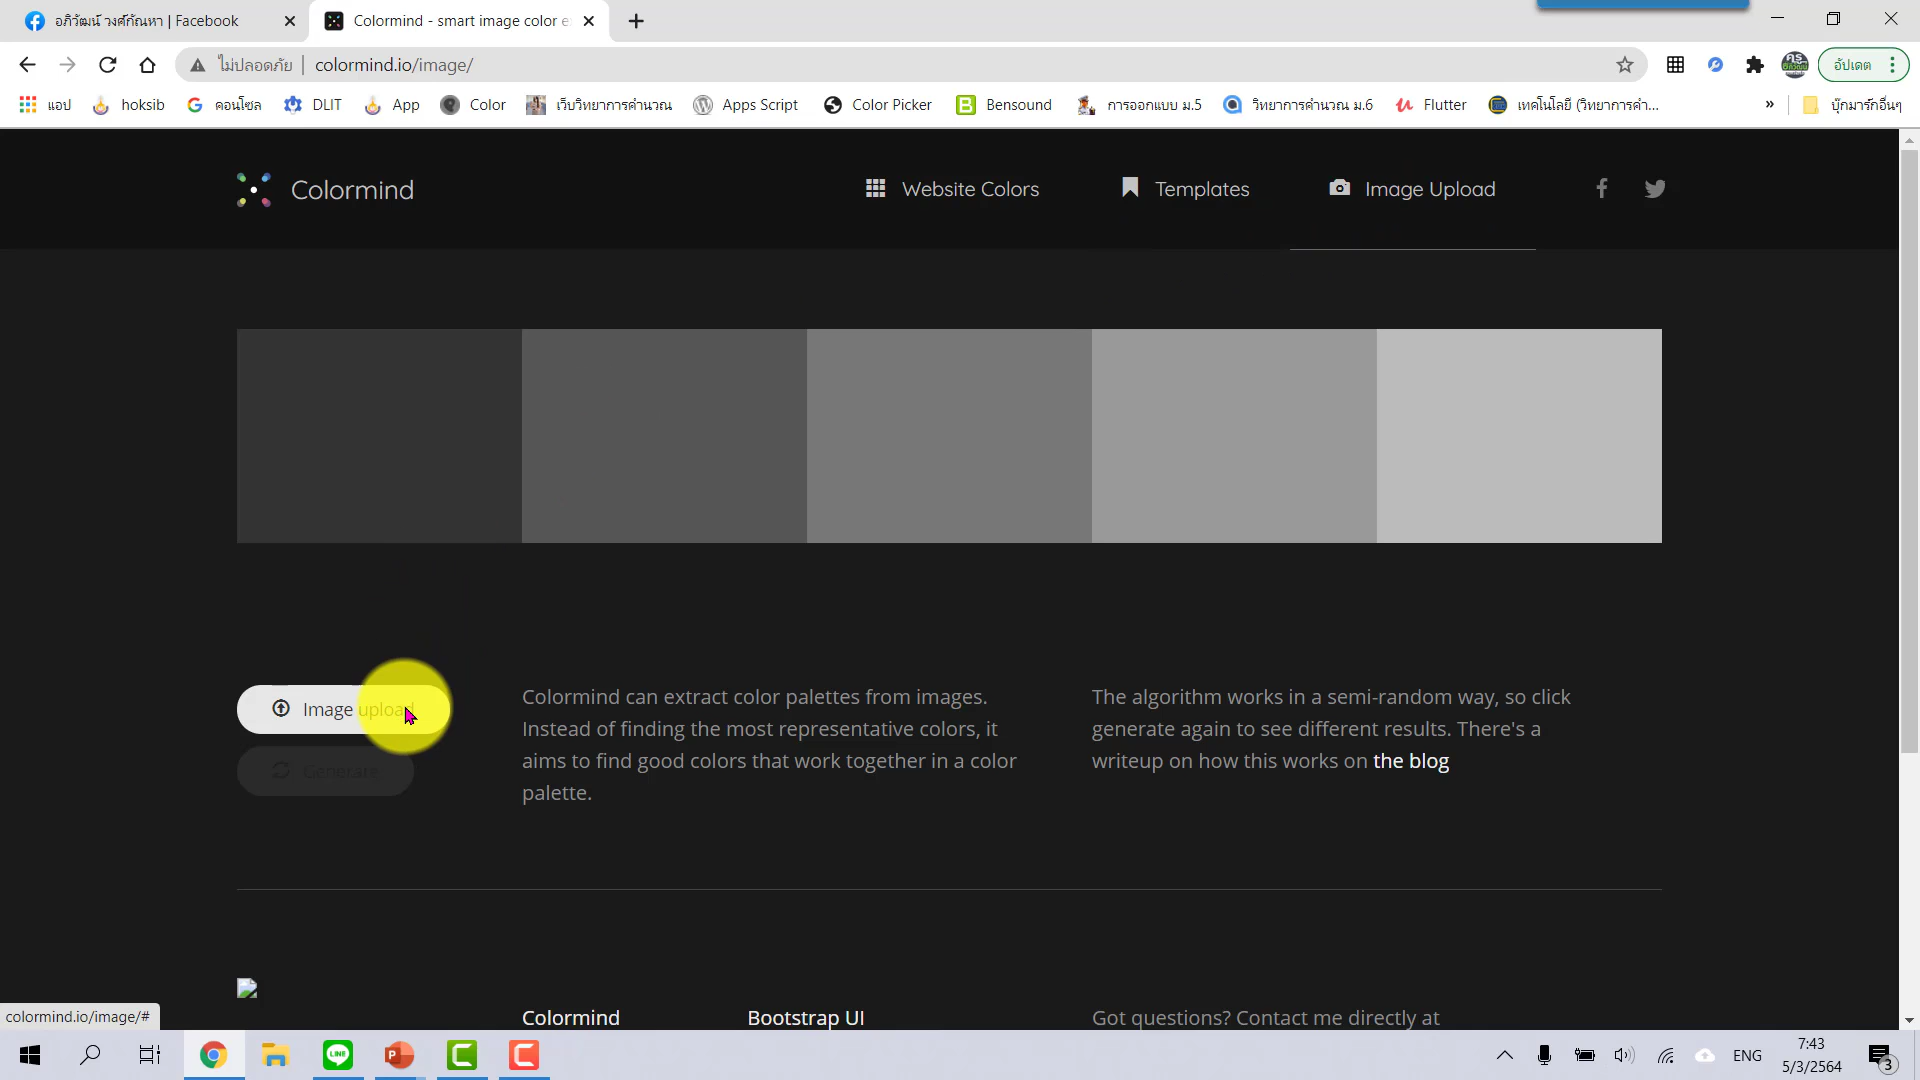 อภิวัฒน์ วงศ์กัณหา | Facebook
Colormind - smart image color e
ไม่ปลอดภัย
colormind.io/image/
อัปเดต
แอป
hoksib
คอนโซล
DLIT
App
Color
เว็บวิทยาการคำนวณ
Apps Script
Color Picker
Bensound
การออกแบบ ม.5
วิทยาการคำนวณ ม.6
Flutter
เทคโนโลยี (วิทยาการคำ...
»
บุ๊กมาร์กอื่นๆ
Colormind
Website Colors
Templates
Image Upload
Image upload
Generate
Colormind can extract color palettes from images.
Instead of finding the most representative colors, it
aims to find good colors that work together in a color
palette.
The algorithm works in a semi-random way, so click
generate again to see different results. There's a
writeup on how this works on the blog
Colormind
Bootstrap UI
Got questions? Contact me directly at
colormind.io/image/#
LINE
ENG
7:43
5/3/2564
3